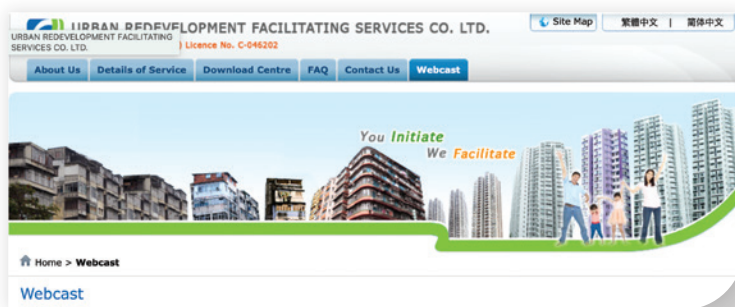 URBAN REDEVELOPMENT FACILITATING SERVICES CO. LTD.
URBAN REDEVELOPMENT FACILITATING
SERVICES CO. LTD.
) Licence No. C-046202
Site Map
繁體中文 | 简体中文
About Us Details of Service Download Centre FAQ Contact Us Webcast
You Initiate
We Facilitate
Home > Webcast
Webcast